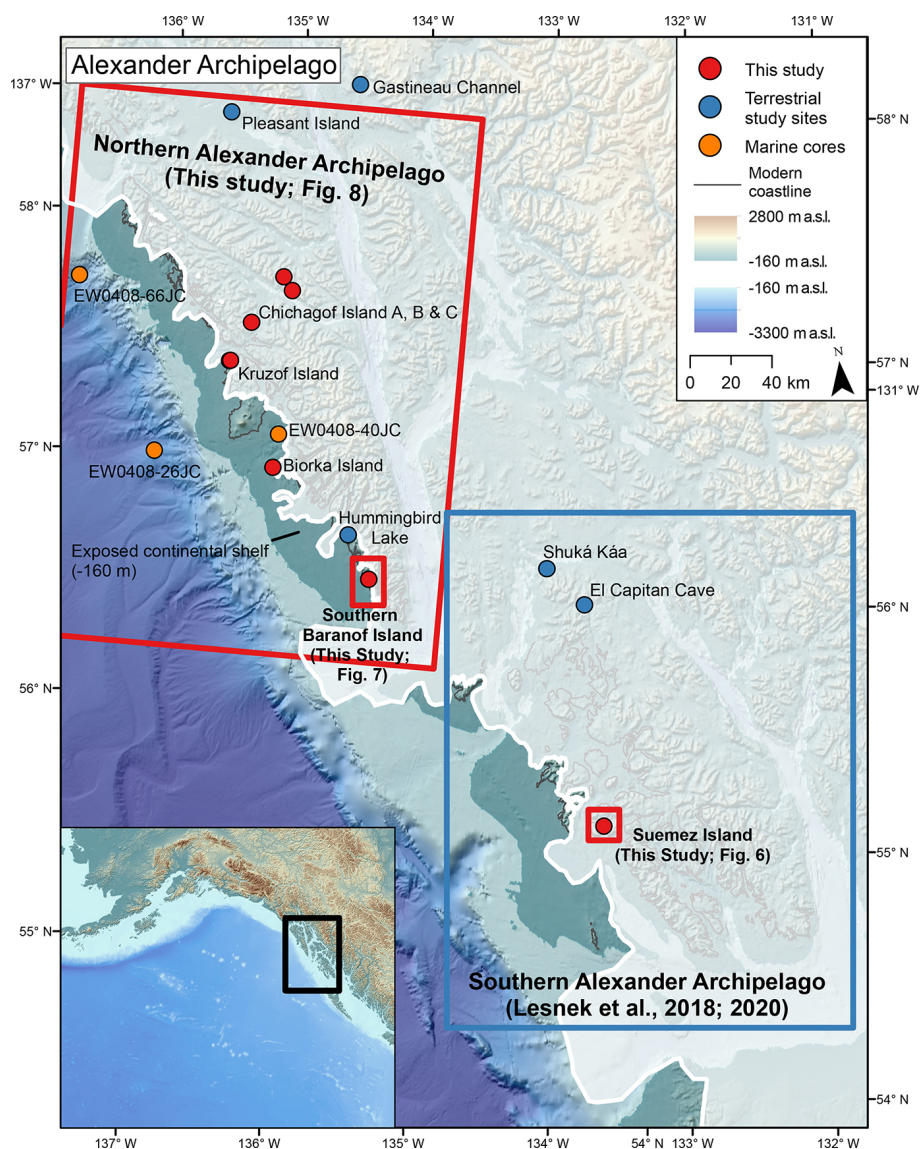 136° W
135° W
134° W
133° W
132° W
131° W
Alexander Archipelago
137° W
58° N
57° N
56° N
55° N
Gastineau Channel
Pleasant Island
Northern Alexander Archipelago
(This study; Fig. 8)
EW0408-66JC
Chichagof Island A, B & C
Kruzof Island
EW0408-40JC
EW0408-26JC
Biorka Island
Hummingbird
Lake
Exposed continental shelf
(-160 m)
Southern
Baranof Island
(This Study;
Fig. 7)
Shuká Káa
El Capitan Cave
Suemez Island
(This Study; Fig. 6)
Southern Alexander Archipelago
(Lesnek et al., 2018; 2020)
This study
Terrestrial
study sites
Marine cores
Modern
coastline
2800 m a.s.l.
-160 m a.s.l.
-160 m a.s.l.
-3300 m a.s.l.
N
0 20 40 km
58° N
57° N
131° W
56° N
55° N
54° N
137° W
136° W
135° W
134° W
54° N
133° W
132° W